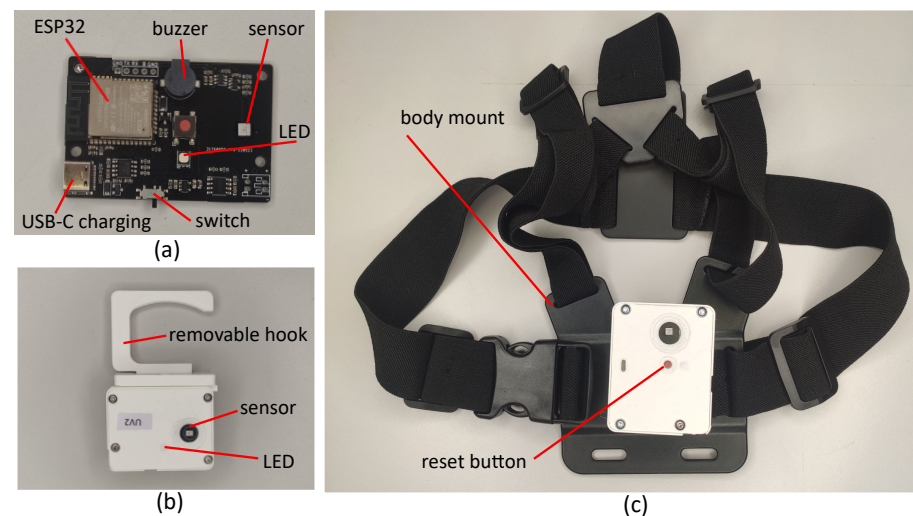 ESP32
buzzer
sensor
LED
USB-C charging
switch
(a)
removable hook
sensor
UV2
LED
(b)
body mount
reset button
(c)